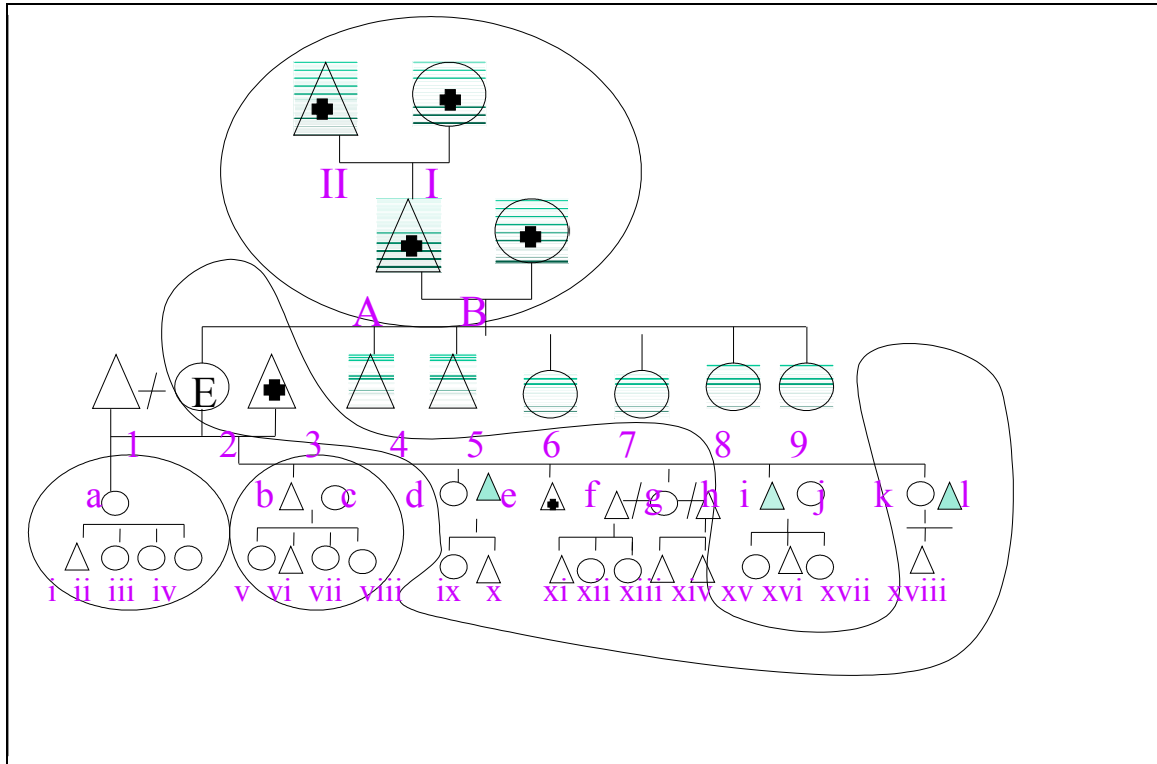 II I
A B
E
1 2 3 4 5 6 7 8 9
a b c d e f g h i j k l
i ii iii iv v vi vii viii ix x xi xii xiii xiv xv xvi xvii xviii